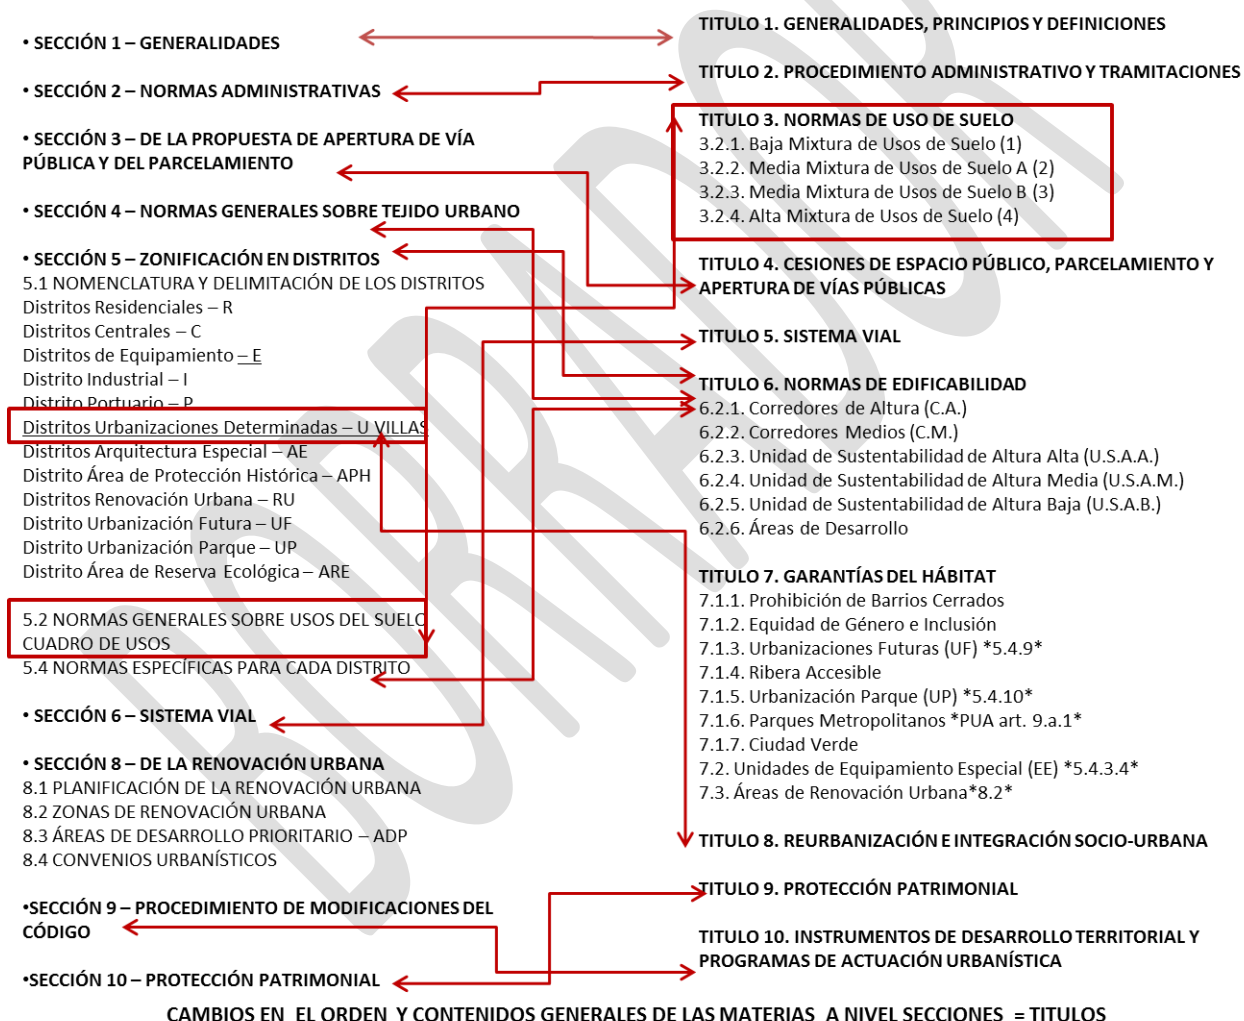 • SECCIÓN 1 – GENERALIDADES
• SECCIÓN 2 – NORMAS ADMINISTRATIVAS
• SECCIÓN 3 – DE LA PROPUESTA DE APERTURA DE VÍA
PÚBLICA Y DEL PARCELAMIENTO
• SECCIÓN 4 – NORMAS GENERALES SOBRE TEJIDO URBANO
• SECCIÓN 5 – ZONIFICACIÓN EN DISTRITOS
5.1 NOMENCLATURA Y DELIMITACIÓN DE LOS DISTRITOS
Distritos Residenciales – R
Distritos Centrales – C
Distritos de Equipamiento – E
Distrito Industrial – I
Distrito Portuario – P
Distritos Urbanizaciones Determinadas – U VILLAS
Distritos Arquitectura Especial – AE
Distrito Área de Protección Histórica – APH
Distritos Renovación Urbana – RU
Distrito Urbanización Futura – UF
Distrito Urbanización Parque – UP
Distrito Área de Reserva Ecológica – ARE
5.2 NORMAS GENERALES SOBRE USOS DEL SUELO
CUADRO DE USOS
5.4 NORMAS ESPECÍFICAS PARA CADA DISTRITO
• SECCIÓN 6 – SISTEMA VIAL
• SECCIÓN 8 – DE LA RENOVACIÓN URBANA
8.1 PLANIFICACIÓN DE LA RENOVACIÓN URBANA
8.2 ZONAS DE RENOVACIÓN URBANA
8.3 ÁREAS DE DESARROLLO PRIORITARIO – ADP
8.4 CONVENIOS URBANÍSTICOS
•SECCIÓN 9 – PROCEDIMIENTO DE MODIFICACIONES DEL
CÓDIGO
•SECCIÓN 10 – PROTECCIÓN PATRIMONIAL
TITULO 1. GENERALIDADES, PRINCIPIOS Y DEFINICIONES
TITULO 2. PROCEDIMIENTO ADMINISTRATIVO Y TRAMITACIONES
TITULO 3. NORMAS DE USO DE SUELO
3.2.1. Baja Mixtura de Usos de Suelo (1)
3.2.2. Media Mixtura de Usos de Suelo A (2)
3.2.3. Media Mixtura de Usos de Suelo B (3)
3.2.4. Alta Mixtura de Usos de Suelo (4)
TITULO 4. CESIONES DE ESPACIO PÚBLICO, PARCELAMIENTO Y
APERTURA DE VÍAS PÚBLICAS
TITULO 5. SISTEMA VIAL
TITULO 6. NORMAS DE EDIFICABILIDAD
6.2.1. Corredores de Altura (C.A.)
6.2.2. Corredores Medios (C.M.)
6.2.3. Unidad de Sustentabilidad de Altura Alta (U.S.A.A.)
6.2.4. Unidad de Sustentabilidad de Altura Media (U.S.A.M.)
6.2.5. Unidad de Sustentabilidad de Altura Baja (U.S.A.B.)
6.2.6. Áreas de Desarrollo
TITULO 7. GARANTÍAS DEL HÁBITAT
7.1.1. Prohibición de Barrios Cerrados
7.1.2. Equidad de Género e Inclusión
7.1.3. Urbanizaciones Futuras (UF) *5.4.9*
7.1.4. Ribera Accesible
7.1.5. Urbanización Parque (UP) *5.4.10*
7.1.6. Parques Metropolitanos *PUA art. 9.a.1*
7.1.7. Ciudad Verde
7.2. Unidades de Equipamiento Especial (EE) *5.4.3.4*
7.3. Áreas de Renovación Urbana*8.2*
TITULO 8. REURBANIZACIÓN E INTEGRACIÓN SOCIO-URBANA
TITULO 9. PROTECCIÓN PATRIMONIAL
TITULO 10. INSTRUMENTOS DE DESARROLLO TERRITORIAL Y
PROGRAMAS DE ACTUACIÓN URBANÍSTICA
CAMBIOS EN EL ORDEN Y CONTENIDOS GENERALES DE LAS MATERIAS A NIVEL SECCIONES = TITULOS
BORRADOR